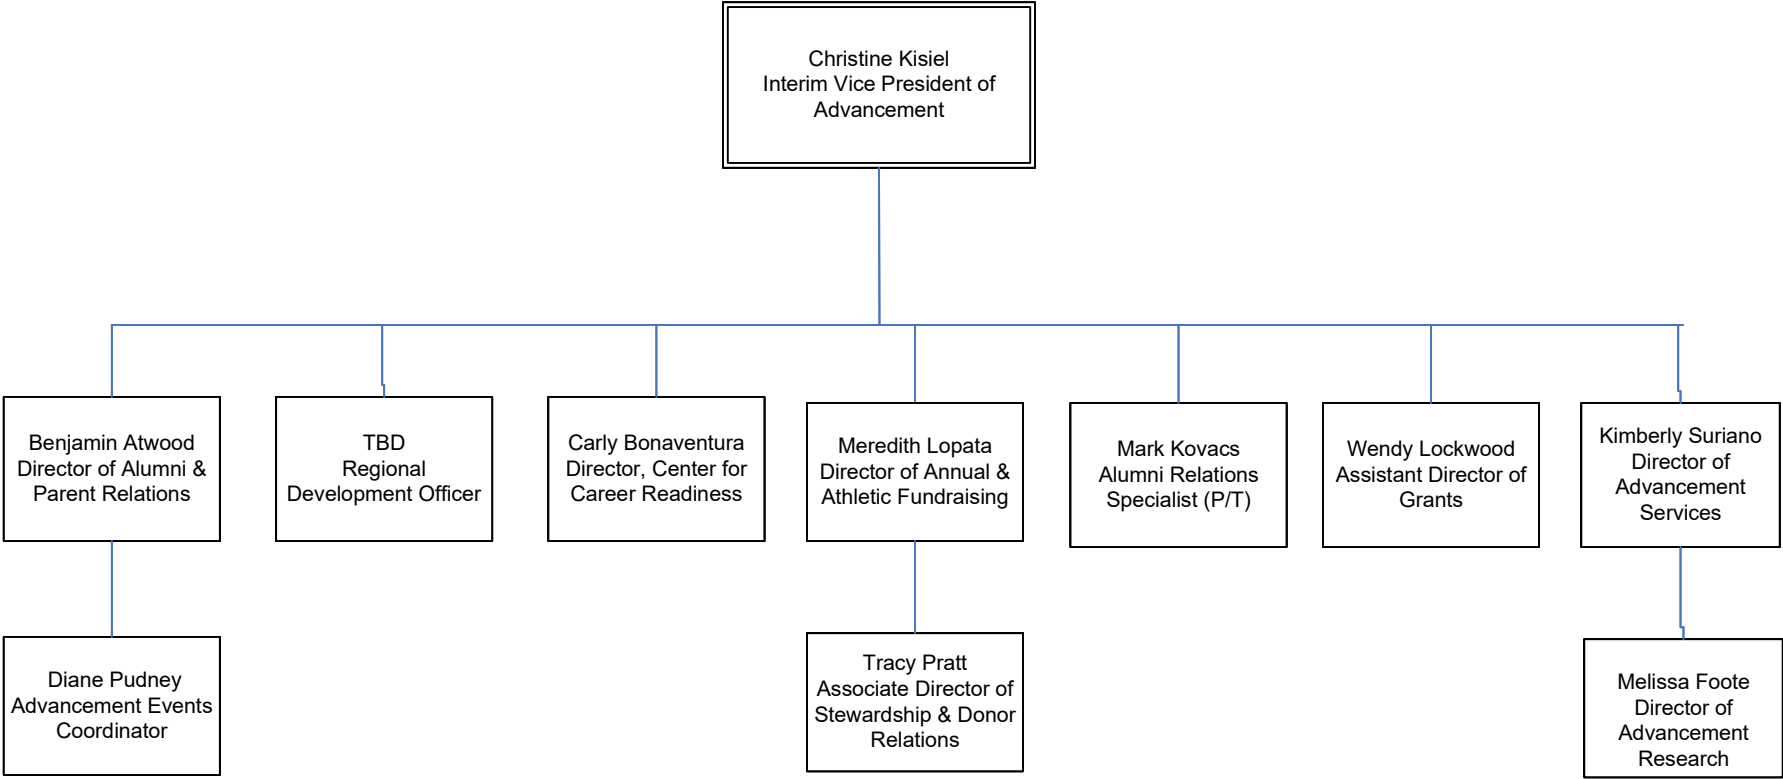 Christine Kisiel
Interim Vice President of
Advancement
Benjamin Atwood
Director of Alumni &
Parent Relations
TBD
Regional
Development Officer
Carly Bonaventura
Director, Center for
Career Readiness
Meredith Lopata
Director of Annual &
Athletic Fundraising
Mark Kovacs
Alumni Relations
Specialist (P/T)
Wendy Lockwood
Assistant Director of
Grants
Kimberly Suriano
Director of
Advancement
Services
Diane Pudney
Advancement Events
Coordinator
Tracy Pratt
Associate Director of
Stewardship & Donor
Relations
Melissa Foote
Director of
Advancement
Research